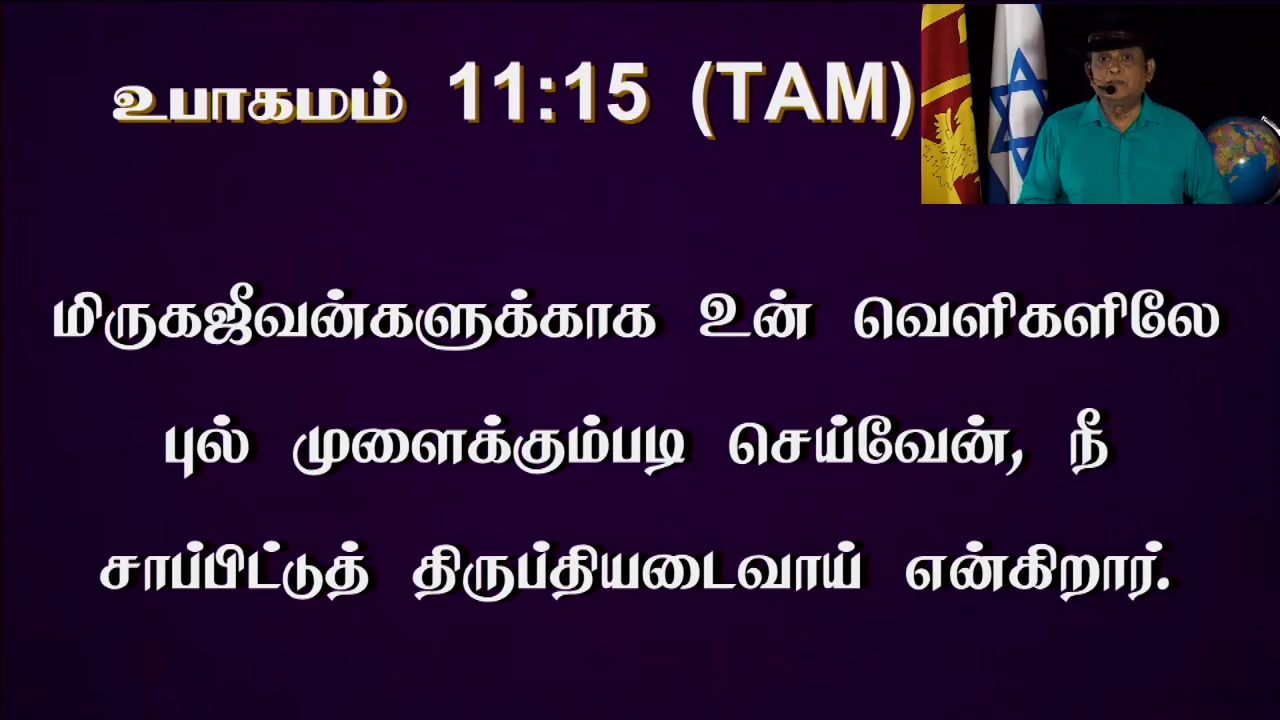 உபாகமம் 11:15 (TAM)
மிருகஜீவன்களுக்காக உன் வெளிகளிலே
புல் முளைக்கும்படி செய்வேன், நீ
சாப்பிட்டுத் திருப்தியடைவாய் என்கிறார்.